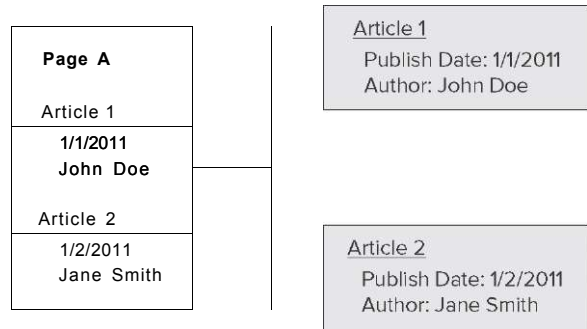 Page A
Article 1
1/1/2011
John Doe
Article 2
1/2/2011
Jane Smith
Article 1
Publish Date: 1/1/2011
Author: John Doe
Article 2
Publish Date: 1/2/2011
Author: Jane Smith